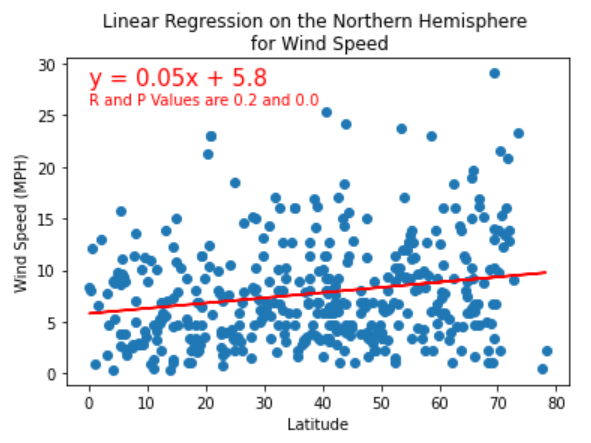 Linear Regression on the Northern Hemisphere
for Wind Speed
y = 0.05x + 5.8
R and P Values are 0.2 and 0.0
30
25
20
15
10
5
0
Wind Speed (MPH)
0 10 20 30 40 50 60 70 80
Latitude